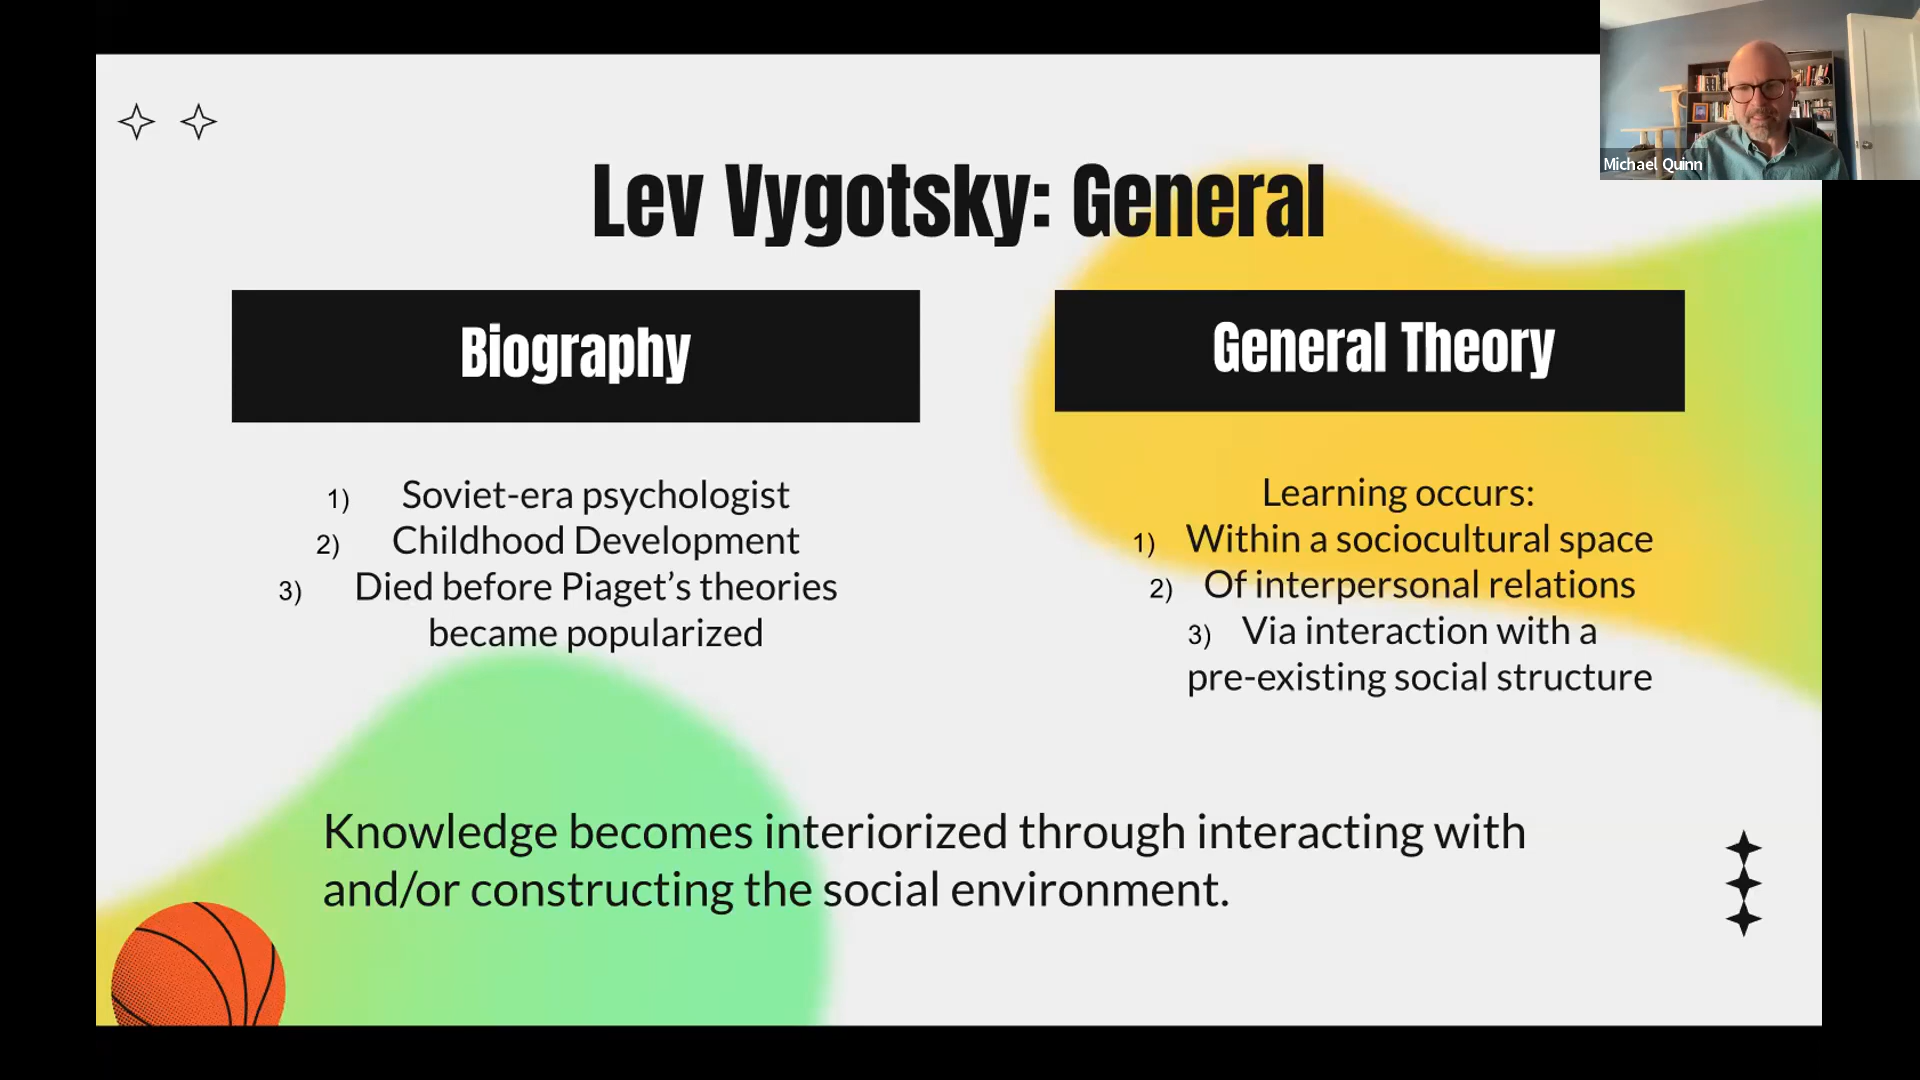 Michael Quinn
Lev Vygotsky: General
Biography
1) Soviet-era psychologist
2) Childhood Development
3) Died before Piaget’s theories
became popularized
General Theory
Learning occurs:
1) Within a sociocultural space
2) Of interpersonal relations
3) Via interaction with a
pre-existing social structure
Knowledge becomes interiorized through interacting with
and/or constructing the social environment.